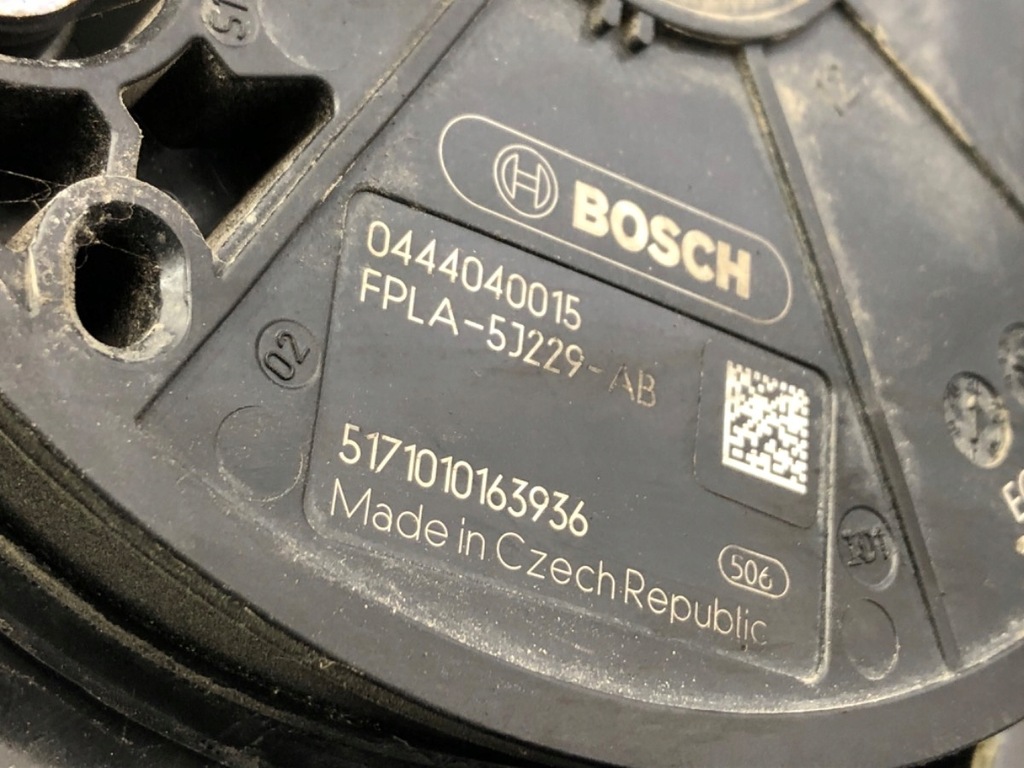 BOSCH
0444040015
FPLA-5J229-AB
5171010163936
Made in Czech Republic
506
02